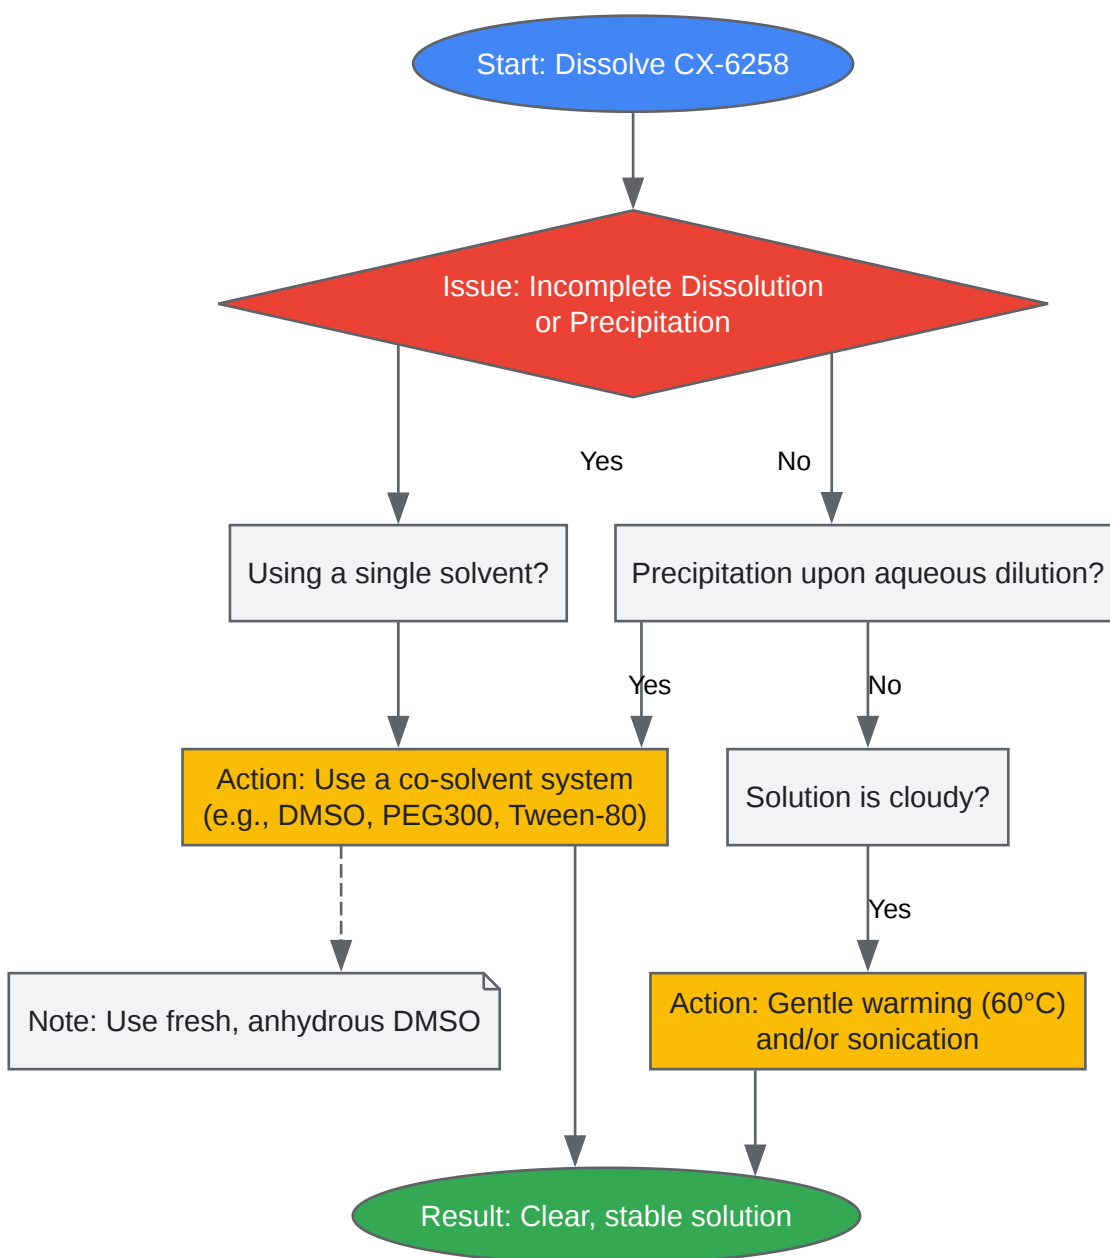 Start: Dissolve CX-6258
Issue: Incomplete Dissolution
or Precipitation
Yes
No
Using a single solvent?
Precipitation upon aqueous dilution?
Yes
No
Action: Use a co-solvent system
(e.g., DMSO, PEG300, Tween-80)
Solution is cloudy?
Yes
Note: Use fresh, anhydrous DMSO
Action: Gentle warming (60°C)
and/or sonication
Result: Clear, stable solution